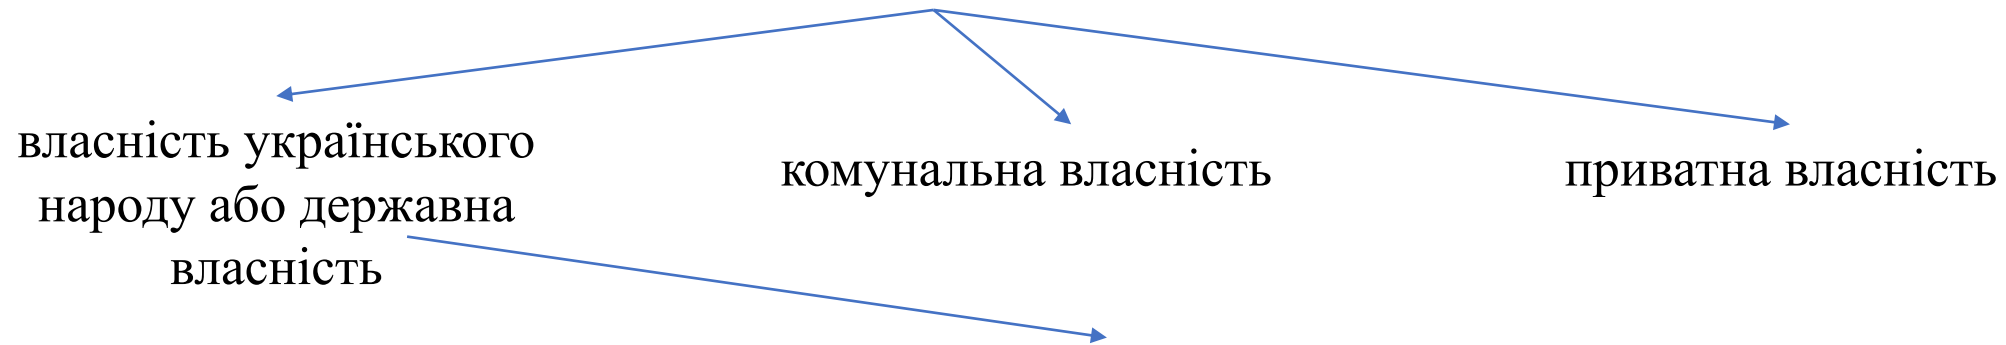 власність українського
народу або державна
власність
комунальна власність
приватна власність